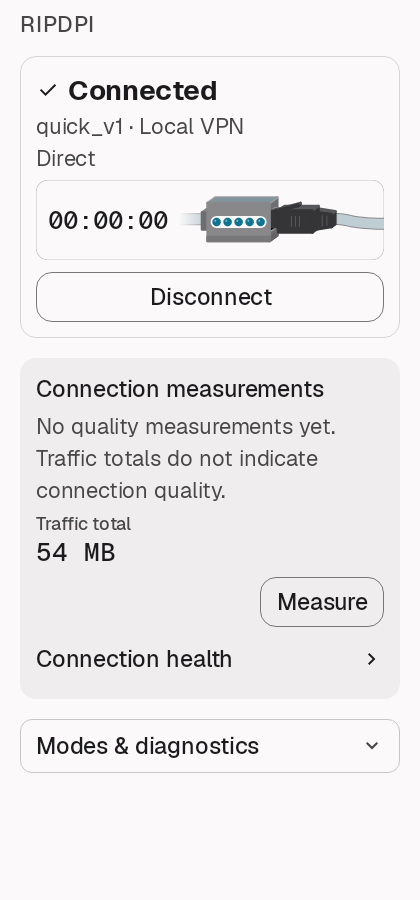 RIPDPI
Connected
quick_v1 · Local VPN
Direct
00:00:00
Disconnect
Connection measurements
No quality measurements yet.
Traffic totals do not indicate
connection quality.
Traffic total
54 MB
Measure
Connection health
Modes & diagnostics